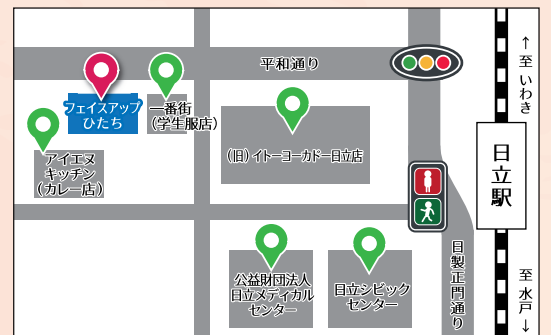 平和通り
↑至 いわき
フェイスアップ
ひたち
一番街
（学生服店）
（旧）イトーヨーカドー日立店
アイエヌ
キッチン
（カレー店）
日立駅
公益財団法人
日立メディカル
センター
日立シビック
センター
日製正門通り
至 水戸↓